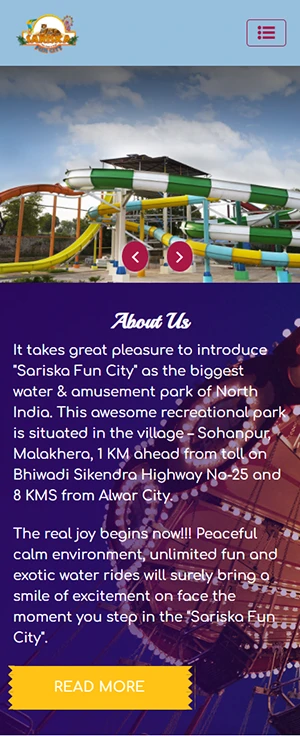 SARISKA
About Us
It takes great pleasure to introduce
"Sariska Fun City" as the biggest
water & amusement park of North
India. This awesome recreational park
is situated in the village – Sohanpur,
Malakhera, 1 KM ahead from toll on
Bhiwadi Sikendra Highway No-25 and
8 KMS from Alwar City.
The real joy begins now!!! Peaceful
calm environment, unlimited fun and
exotic water rides will surely bring a
smile of excitement on face the
moment you step in the "Sariska Fun
City".
READ MORE